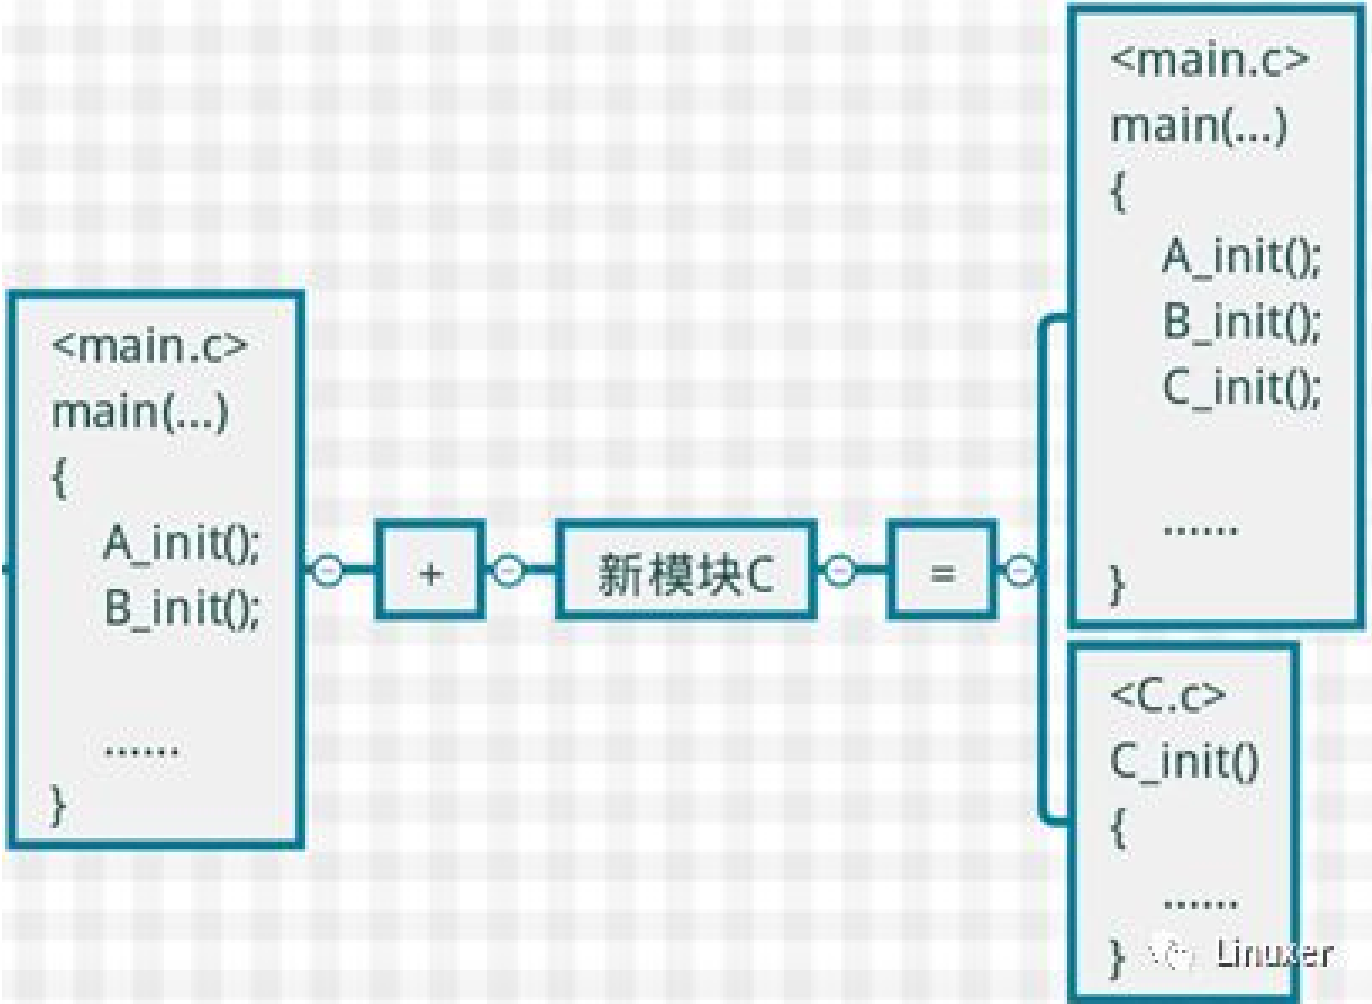 <main.c>
main(...)
{
A_init();
B_init();
......
}
+
新模块C
=
<main.c>
main(...)
{
A_init();
B_init();
C_init();
......
}
<C.c>
C_init()
{
......
}
Linuxer